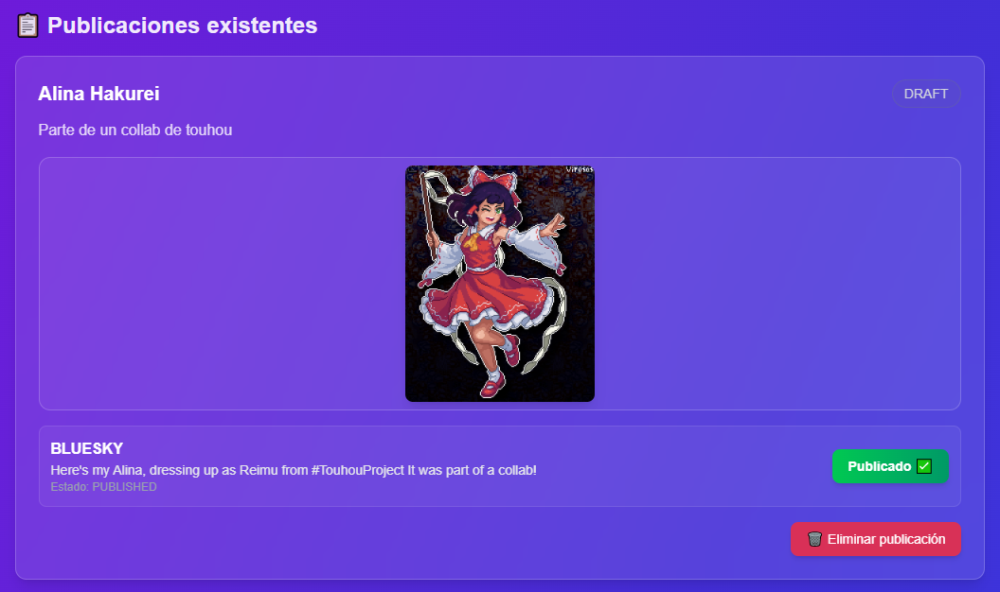 📋 Publicaciones existentes
Alina Hakurei
DRAFT
Parte de un collab de touhou
Virosos
BLUESKY
Here's my Alina, dressing up as Reimu from #TouhouProject It was part of a collab!
Estado: PUBLISHED
Publicado ✅
🗑️ Eliminar publicación